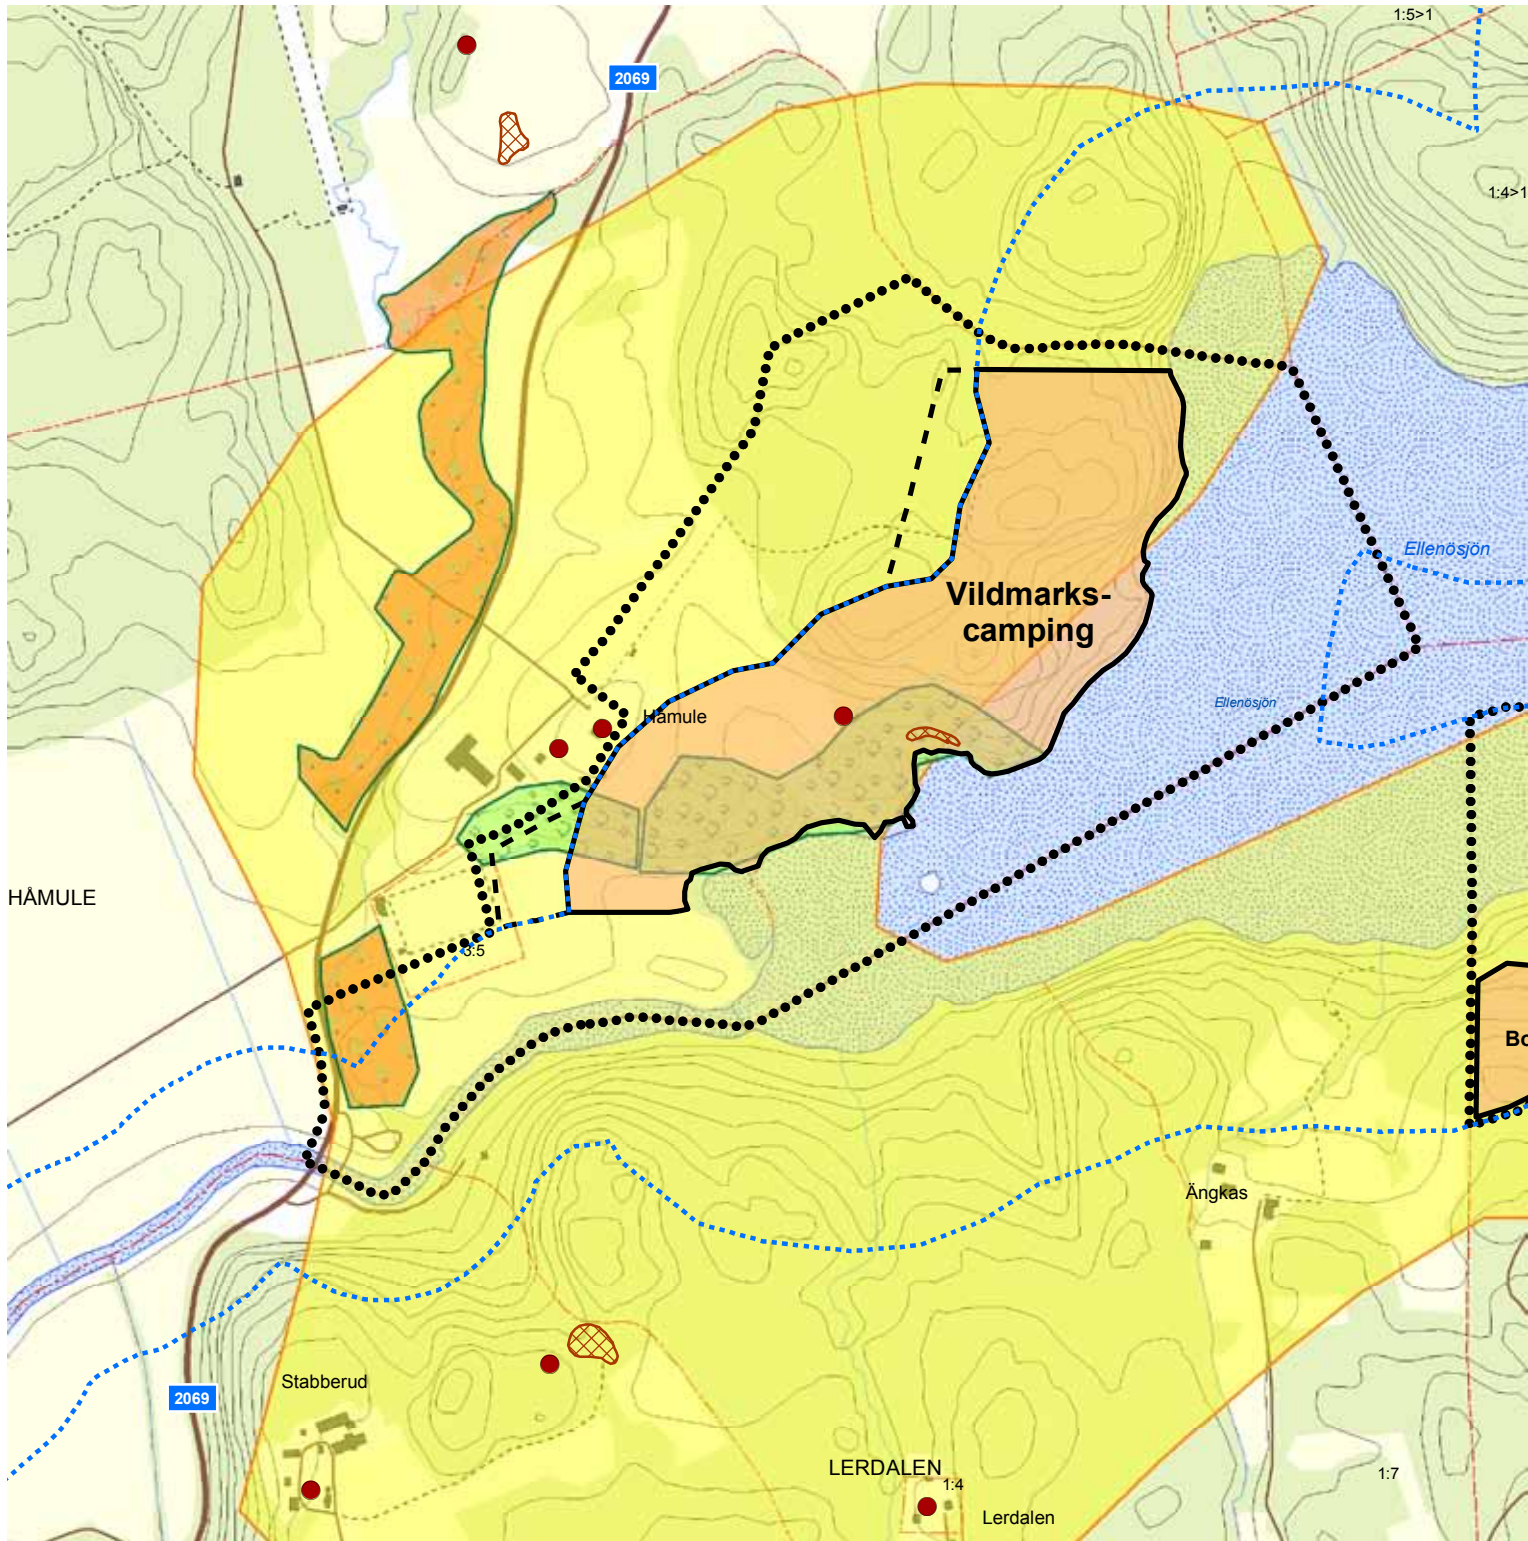 1:5>1
2069
1:4>1
Ellenösjön
Vildmarks-
camping
Ellenösjön
Håmule
HÅMULE
3:5
Bo
Ängkas
Stabberud
2069
LERDALEN
1:4
1:7
Lerdalen